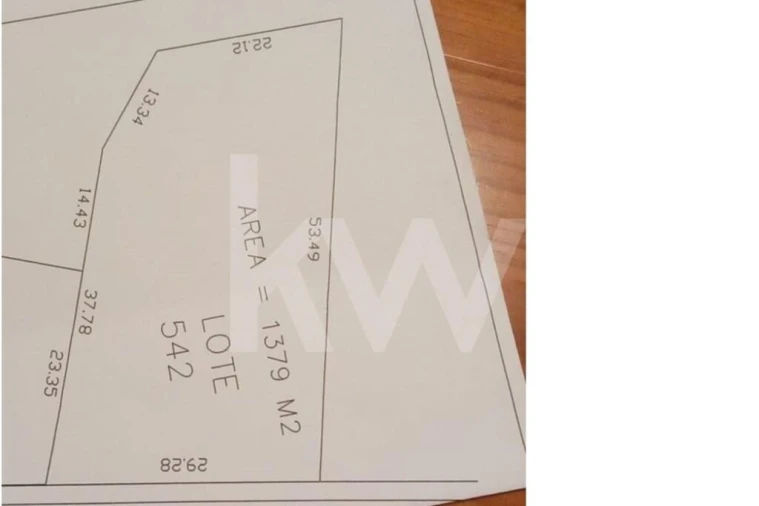 22.12
13.34
14.43
53.49
AREA = 1379 M2
LOTE
542
37.78
23.35
29.28
kw